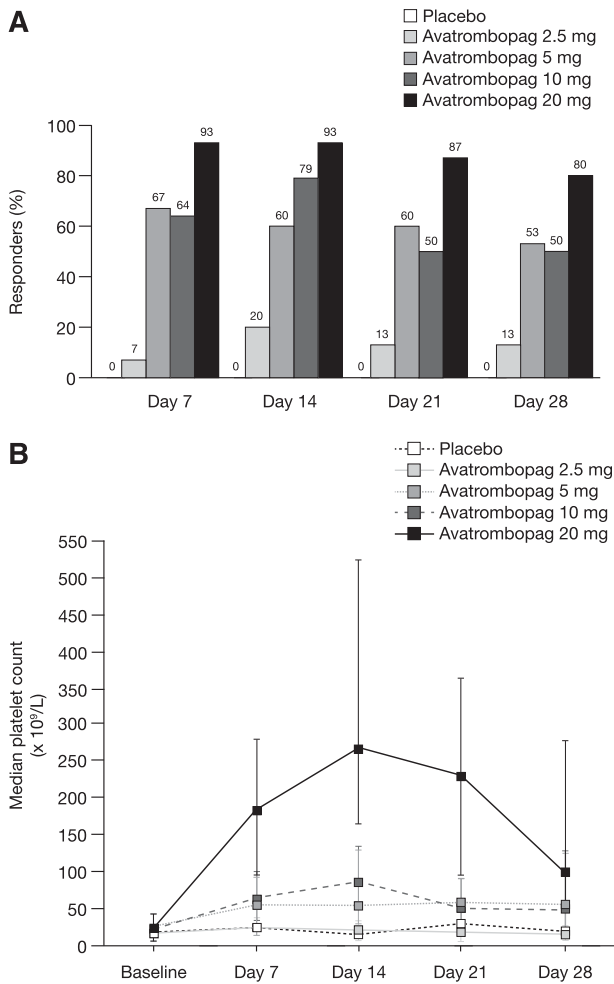 A
Placebo
Avatrombopag 2.5 mg
Avatrombopag 5 mg
Avatrombopag 10 mg
Avatrombopag 20 mg
Responders (%)
100
80
60
40
20
0
0 7 67 64 93
0 20 60 79 93
0 13 60 50 87
0 13 53 50 80
Day 7 Day 14 Day 21 Day 28
B
Placebo
Avatrombopag 2.5 mg
Avatrombopag 5 mg
Avatrombopag 10 mg
Avatrombopag 20 mg
Median platelet count
(x 10⁹/L)
550
500
450
400
350
300
250
200
150
100
50
0
Baseline Day 7 Day 14 Day 21 Day 28